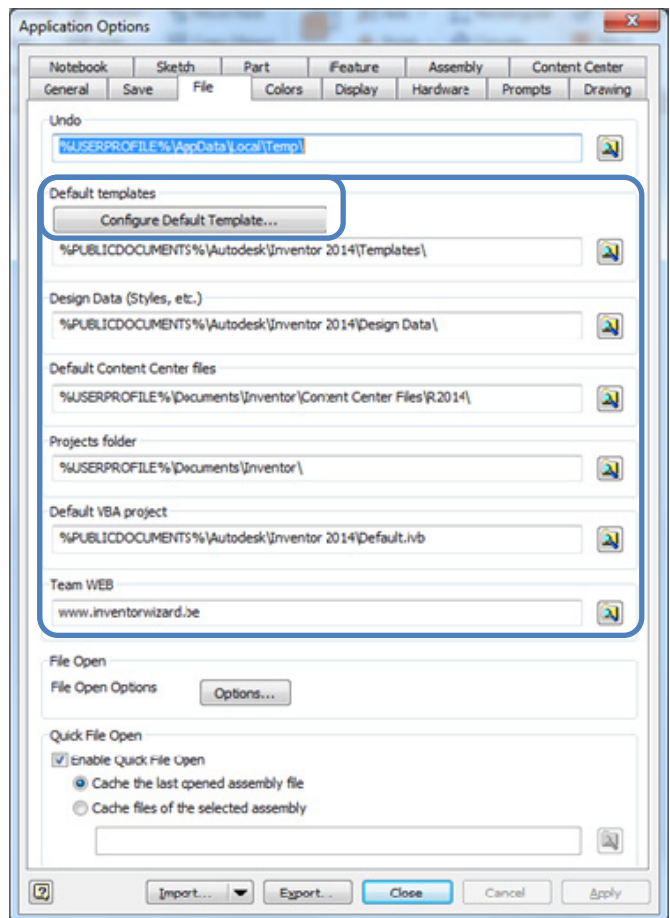 Application Options
Notebook Sketch Part iFeature Assembly Content Center
General Save File Colors Display Hardware Prompts Drawing
Undo
%USERPROFILE%\AppData\Local\Temp\
Default templates
Configure Default Template...
%PUBLICDOCUMENTS%\Autodesk\Inventor 2014\Templates\
Design Data (Styles, etc.)
%PUBLICDOCUMENTS%\Autodesk\Inventor 2014\Design Data\
Default Content Center files
%USERPROFILE%\Documents\Inventor\Content Center Files\R2014\
Projects folder
%USERPROFILE%\Documents\Inventor\
Default VBA project
%PUBLICDOCUMENTS%\Autodesk\Inventor 2014\Default.ivb
Team WEB
www.inventorwizard.be
File Open
File Open Options Options...
Quick File Open
Enable Quick File Open
Cache the last opened assembly file
Cache files of the selected assembly
? Import... Export... Close Cancel Apply